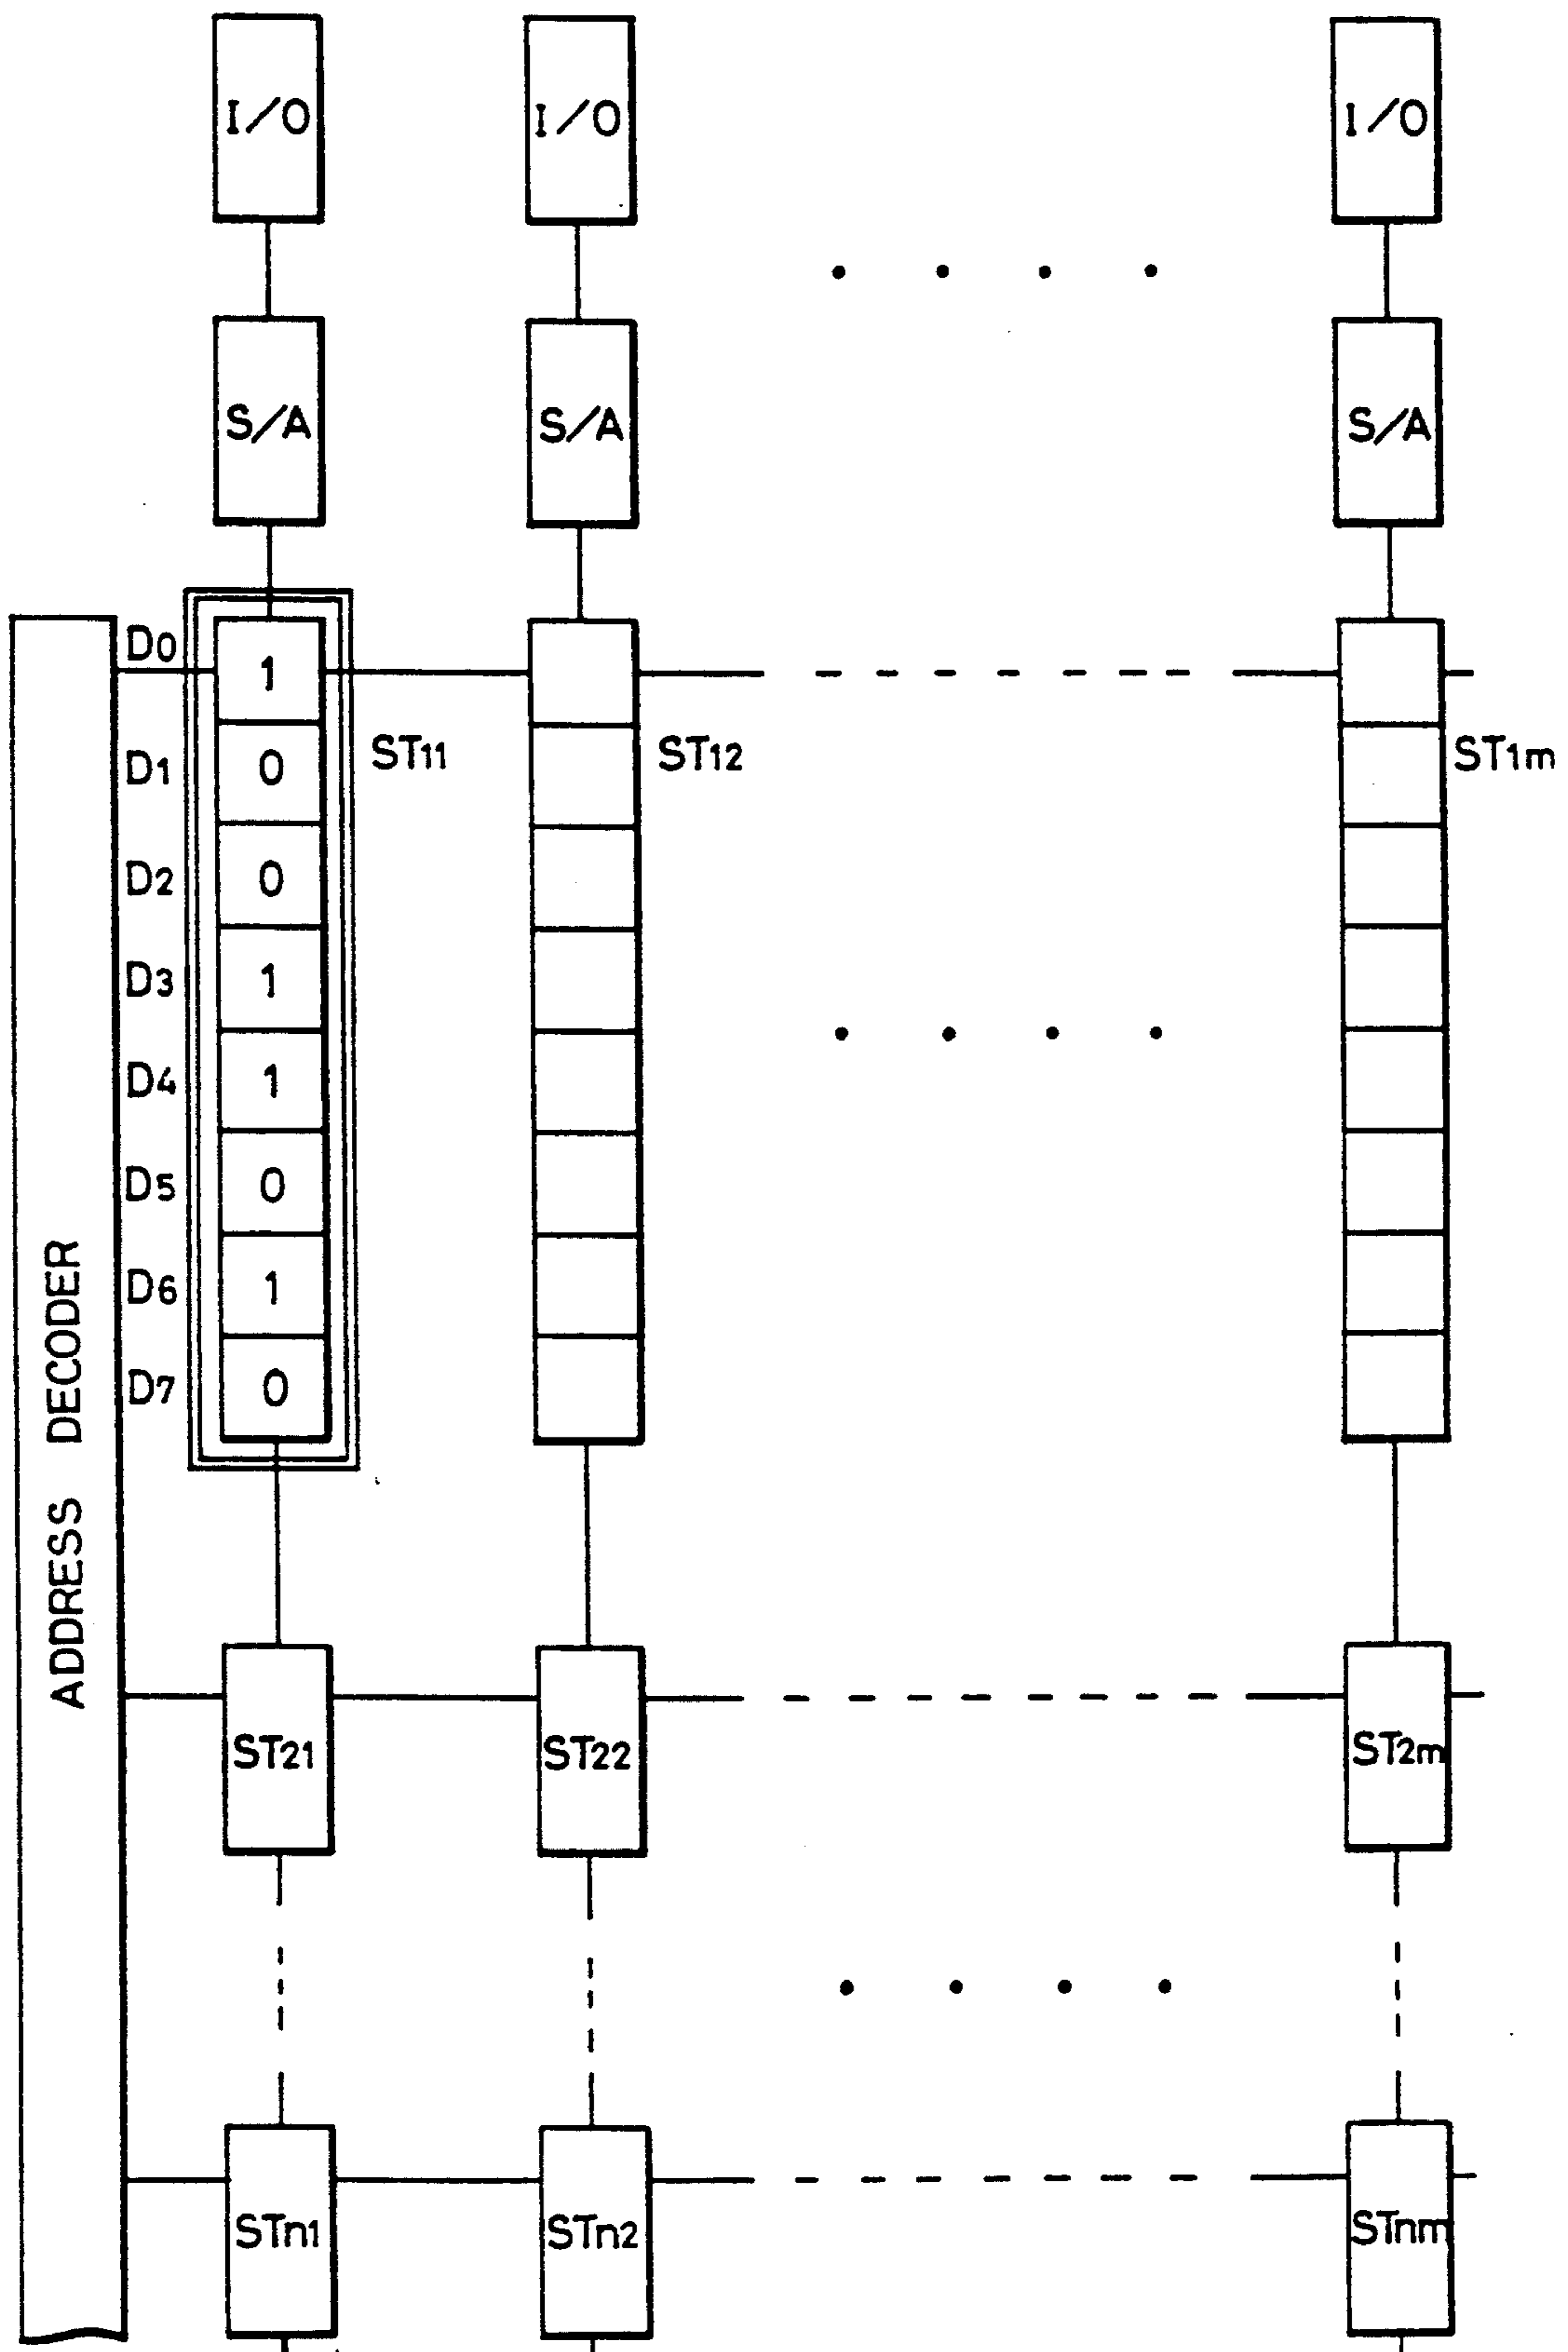 I/O I/O I/O
S/A S/A S/A
D0 1
ST11 ST12 ST1m
D1 0
D2 0
D3 1
D4 1
D5 0
D6 1
D7 0
ADDRESS DECODER
ST21 ST22 ST2m
STn1 STn2 STnm